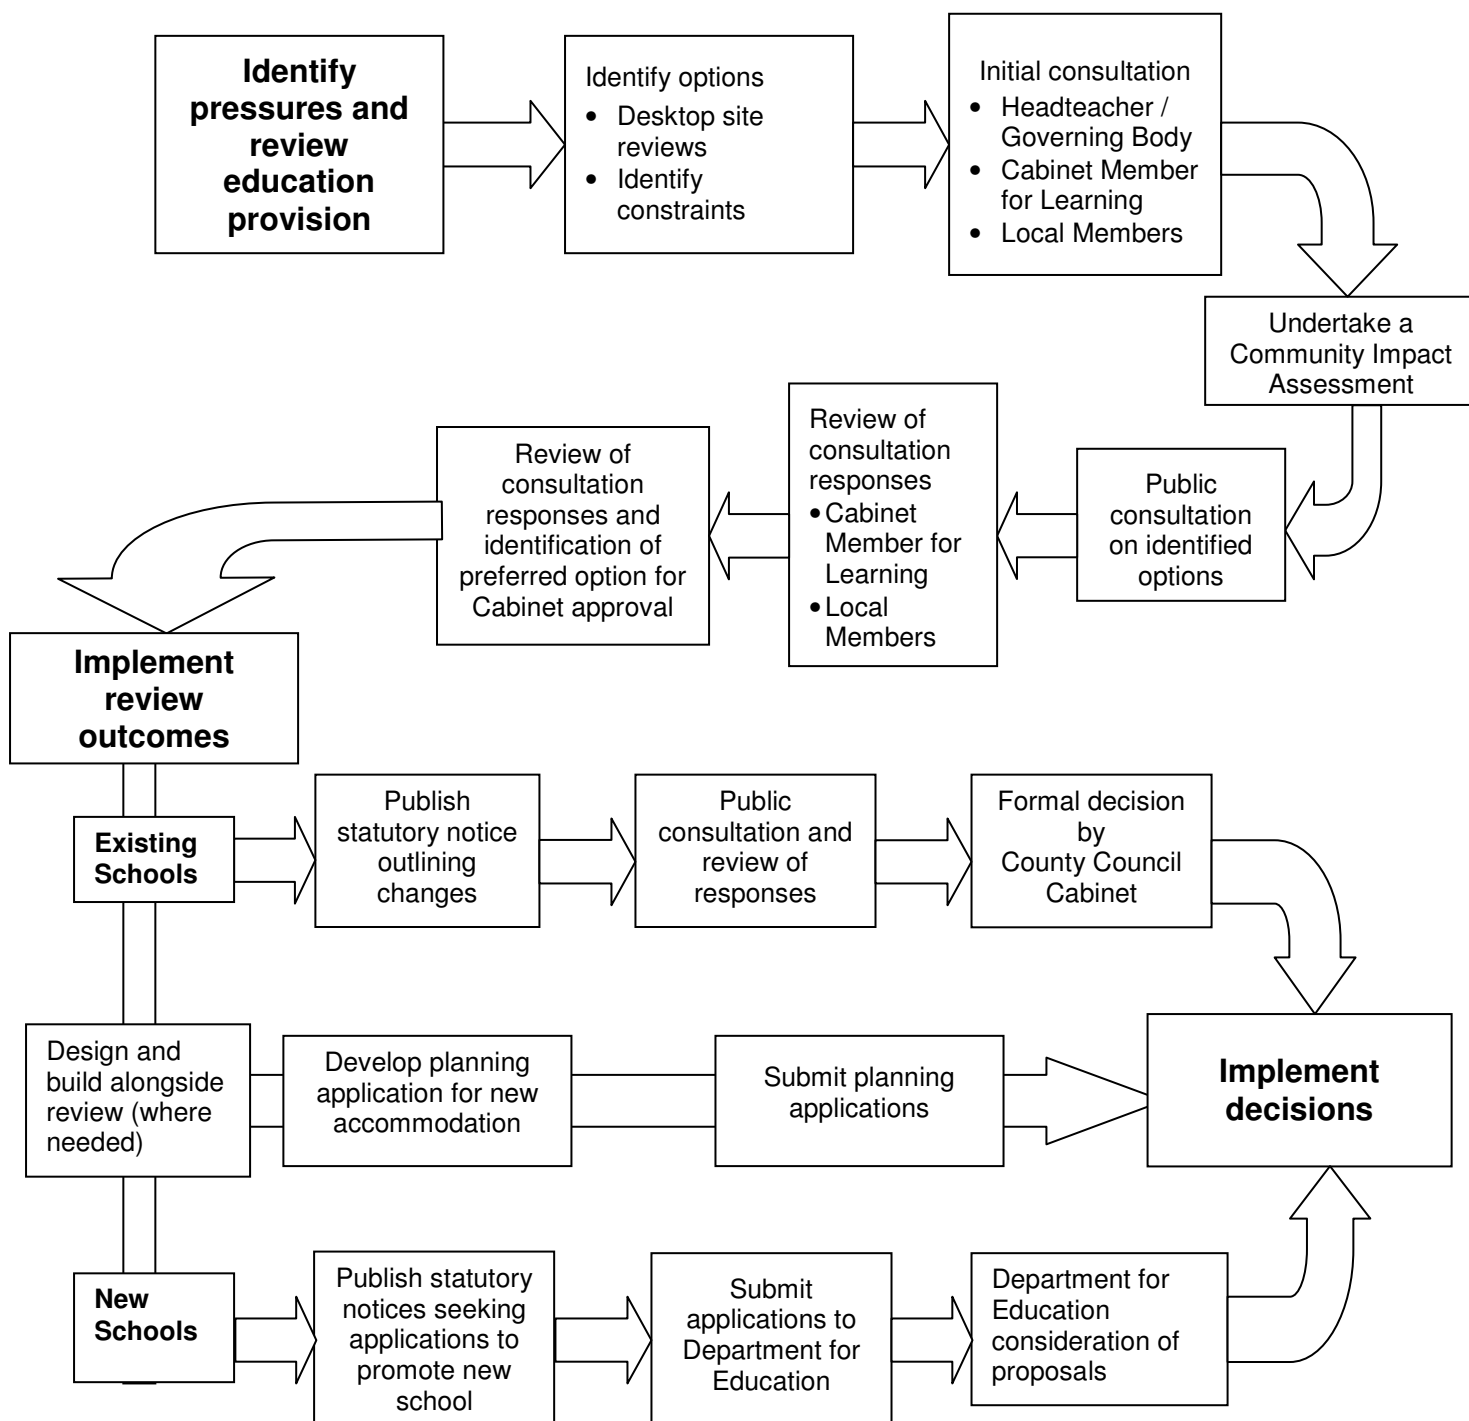 Identify
pressures and
review
education
provision
Identify options
• Desktop site
reviews
• Identify
constraints
Initial consultation
• Headteacher /
Governing Body
• Cabinet Member
for Learning
• Local Members
Undertake a
Community Impact
Assessment
Public
consultation
on identified
options
Review of
consultation
responses
• Cabinet
Member for
Learning
• Local
Members
Review of
consultation
responses and
identification of
preferred option for
Cabinet approval
Implement
review
outcomes
Existing
Schools
Publish
statutory notice
outlining
changes
Public
consultation and
review of
responses
Formal decision
by
County Council
Cabinet
Design and
build alongside
review (where
needed)
Develop planning
application for new
accommodation
Submit planning
applications
Implement
decisions
New
Schools
Publish statutory
notices seeking
applications to
promote new
school
Submit
applications to
Department for
Education
Department for
Education
consideration of
proposals